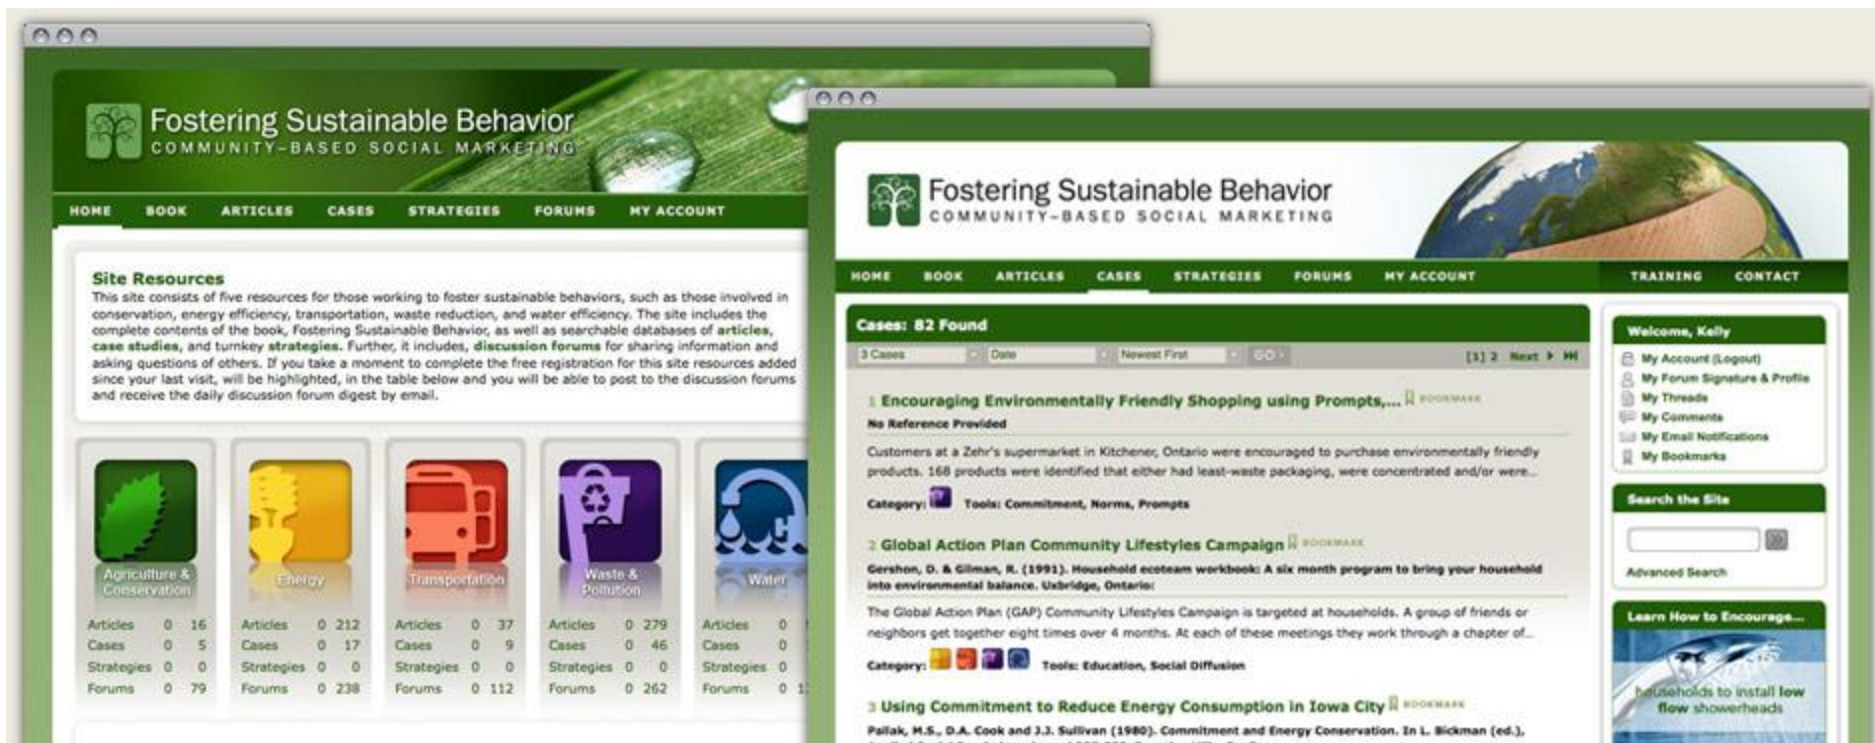 Fostering Sustainable Behavior
COMMUNITY-BASED SOCIAL MARKETING
HOME BOOK ARTICLES CASES STRATEGIES FORUMS MY ACCOUNT
Site Resources
This site consists of five resources for those working to foster sustainable behaviors, such as those involved in
conservation, energy efficiency, transportation, waste reduction, and water efficiency. The site includes the
complete contents of the book, Fostering Sustainable Behavior, as well as searchable databases of articles,
case studies, and turnkey strategies. Further, it includes, discussion forums for sharing information and
asking questions of others. If you take a moment to complete the free registration for this site resources added
since your last visit, will be highlighted, in the table below and you will be able to post to the discussion forums
and receive the daily discussion forum digest by email.
Agriculture &
Conservation
Articles 0 16
Cases 0 5
Strategies 0 0
Forums 0 79
Energy
Articles 0 212
Cases 0 17
Strategies 0 0
Forums 0 238
Transportation
Articles 0 37
Cases 0 9
Strategies 0 0
Forums 0 112
Waste &
Pollution
Articles 0 279
Cases 0 46
Strategies 0 0
Forums 0 262
Water
Articles 0
Cases 0
Strategies 0
Forums 0
Fostering Sustainable Behavior
COMMUNITY-BASED SOCIAL MARKETING
HOME BOOK ARTICLES CASES STRATEGIES FORUMS MY ACCOUNT TRAINING CONTACT
Cases: 82 Found
3 Cases Date Newest First GO [1] 2 Next
1 Encouraging Environmentally Friendly Shopping using Prompts,... BOOKMARK
No Reference Provided
Customers at a Zehr's supermarket in Kitchener, Ontario were encouraged to purchase environmentally friendly
products. 168 products were identified that either had least-waste packaging, were concentrated and/or were...
Category: Tools: Commitment, Norms, Prompts
2 Global Action Plan Community Lifestyles Campaign BOOKMARK
Gershon, D. & Gilman, R. (1991). Household ecoteam workbook: A six month program to bring your household
into environmental balance. Uxbridge, Ontario:
The Global Action Plan (GAP) Community Lifestyles Campaign is targeted at households. A group of friends or
neighbors get together eight times over 4 months. At each of these meetings they work through a chapter of...
Category: Tools: Education, Social Diffusion
3 Using Commitment to Reduce Energy Consumption in Iowa City BOOKMARK
Pallak, M.S., D.A. Cook and J.J. Sullivan (1980). Commitment and Energy Conservation. In L. Bickman (ed.),
Welcome, Kelly
My Account (Logout)
My Forum Signature & Profile
My Threads
My Comments
My Email Notifications
My Bookmarks
Search the Site
Advanced Search
Learn How to Encourage...
households to install low
flow showerheads